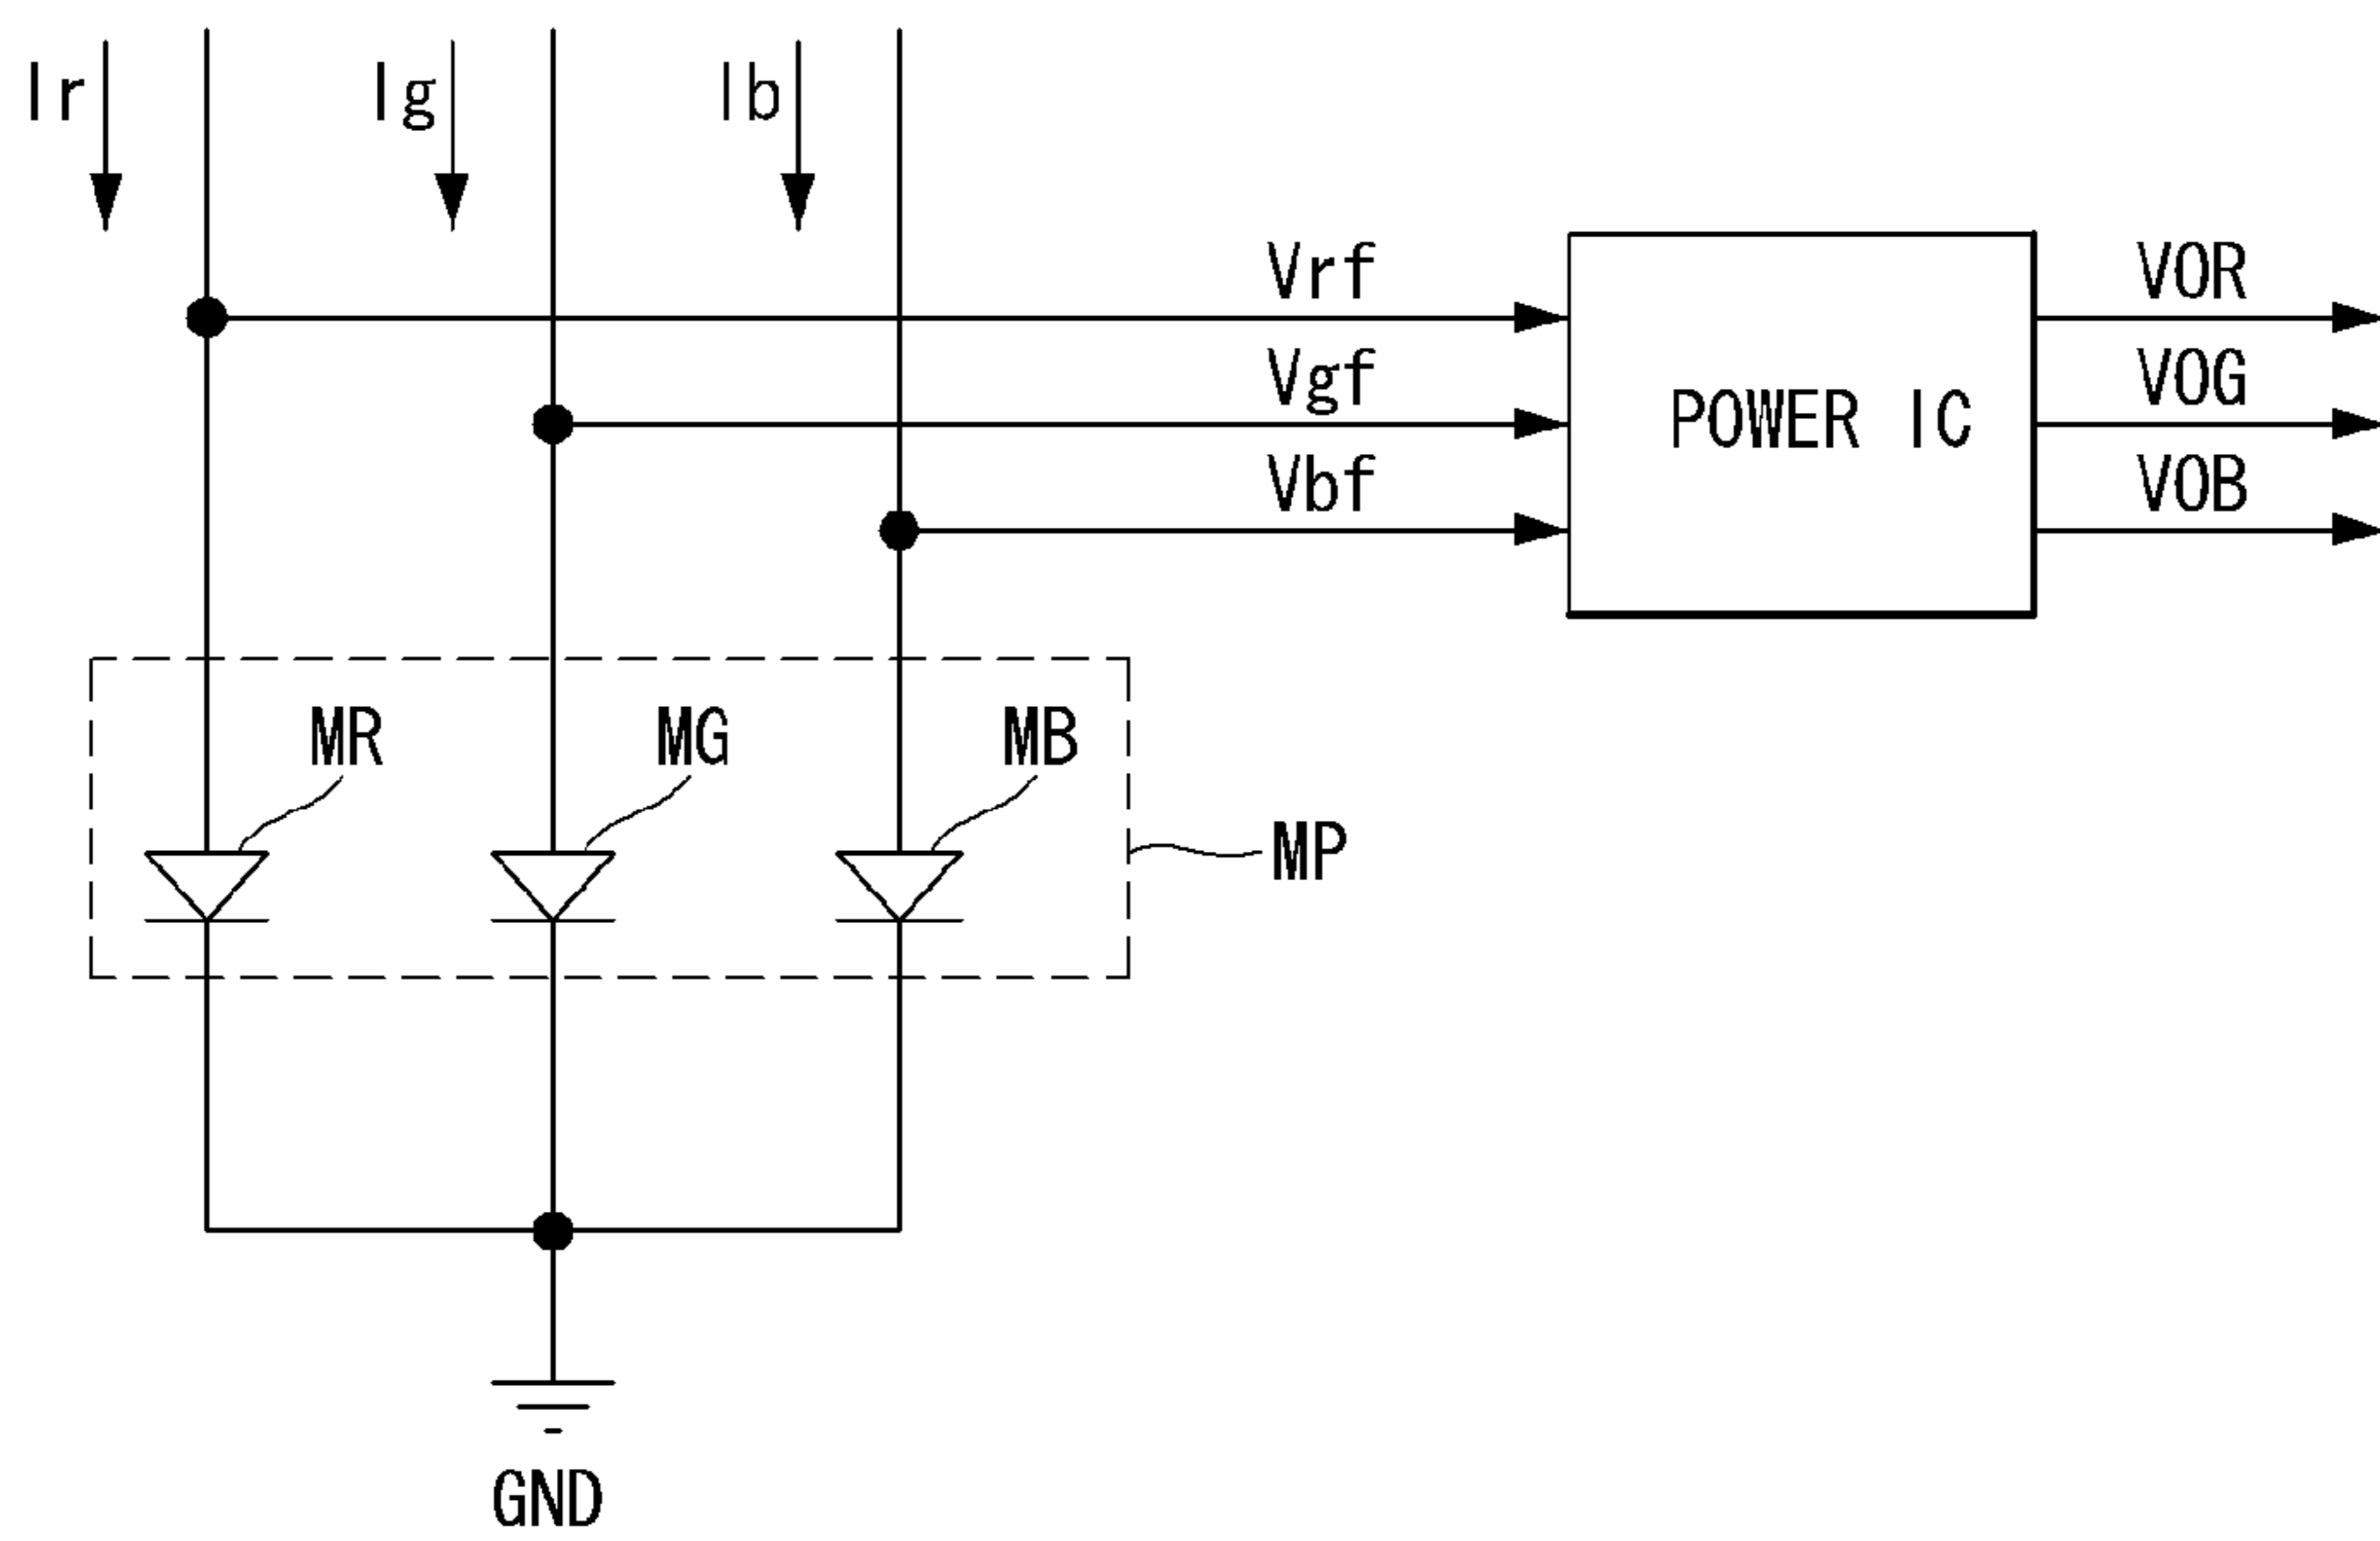 Ir
Ig
Ib
Vrf
VOR
Vgf
VOG
POWER IC
Vbf
VOB
MR
MG
MB
MP
GND